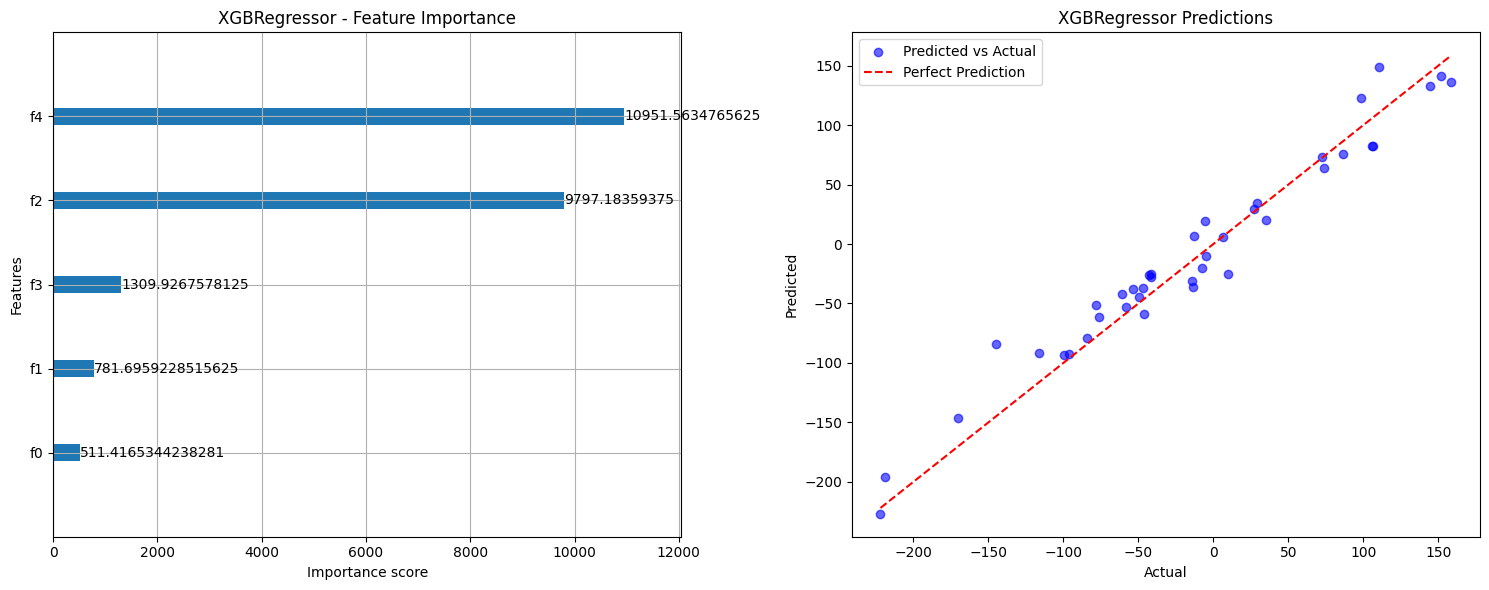 XGBRegressor - Feature Importance
f4
10951.5634765625
f2
9797.18359375
f3
1309.9267578125
f1
781.6959228515625
f0
511.4165344238281
Features
0 2000 4000 6000 8000 10000 12000
Importance score
XGBRegressor Predictions
Predicted vs Actual
Perfect Prediction
150
100
50
0
−50
−100
−150
−200
Predicted
−200 −150 −100 −50 0 50 100 150
Actual